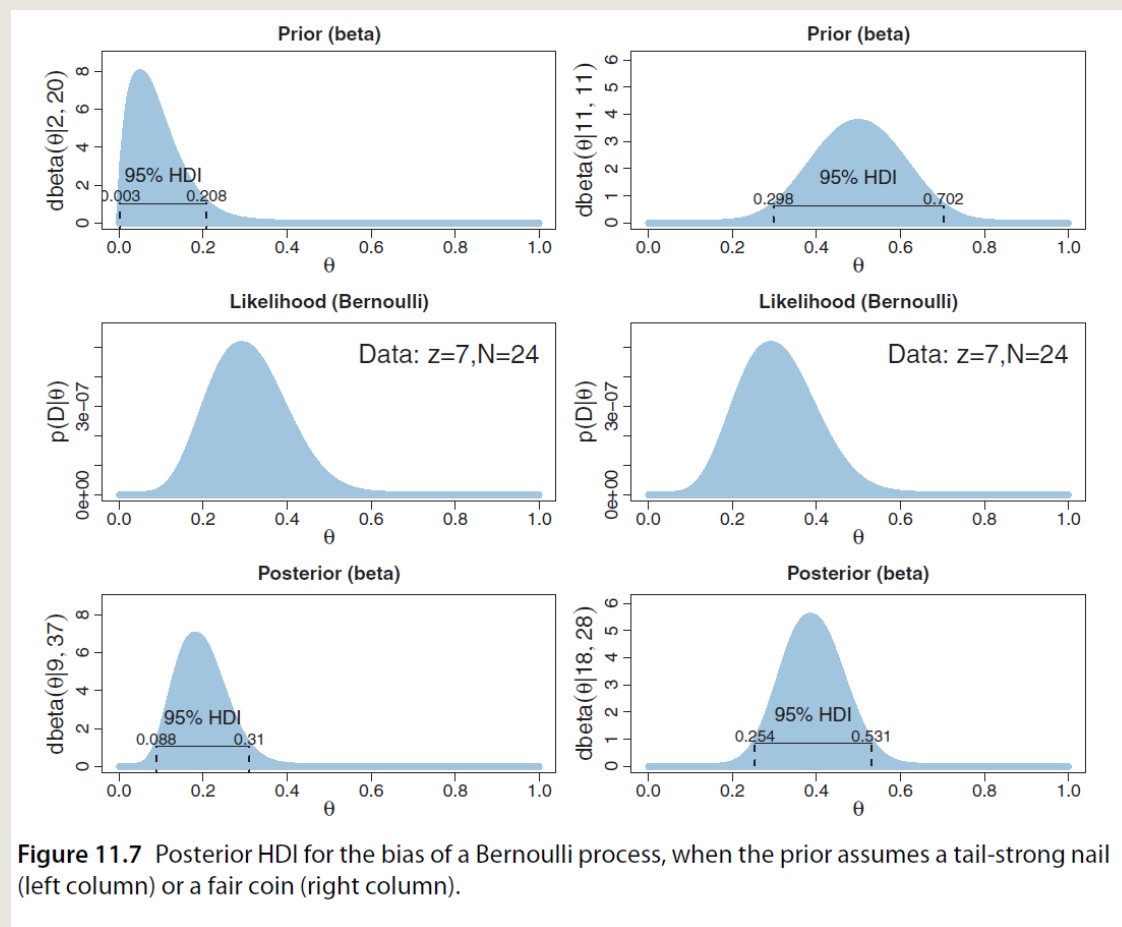 Prior (beta)
dbeta(θ|2, 20)
0 2 4 6 8
95% HDI
0.003 0.208
0.0 0.2 0.4 0.6 0.8 1.0
θ
Prior (beta)
dbeta(θ|11, 11)
0 1 2 3 4 5 6
95% HDI
0.298 0.702
0.0 0.2 0.4 0.6 0.8 1.0
θ
Likelihood (Bernoulli)
Data: z=7,N=24
p(D|θ)
0e+00 3e−07
0.0 0.2 0.4 0.6 0.8 1.0
θ
Likelihood (Bernoulli)
Data: z=7,N=24
p(D|θ)
0e+00 3e−07
0.0 0.2 0.4 0.6 0.8 1.0
θ
Posterior (beta)
dbeta(θ|9, 37)
0 2 4 6 8
95% HDI
0.088 0.31
0.0 0.2 0.4 0.6 0.8 1.0
θ
Posterior (beta)
dbeta(θ|18, 28)
0 1 2 3 4 5 6
95% HDI
0.254 0.531
0.0 0.2 0.4 0.6 0.8 1.0
θ
Figure 11.7 Posterior HDI for the bias of a Bernoulli process, when the prior assumes a tail-strong nail
(left column) or a fair coin (right column).